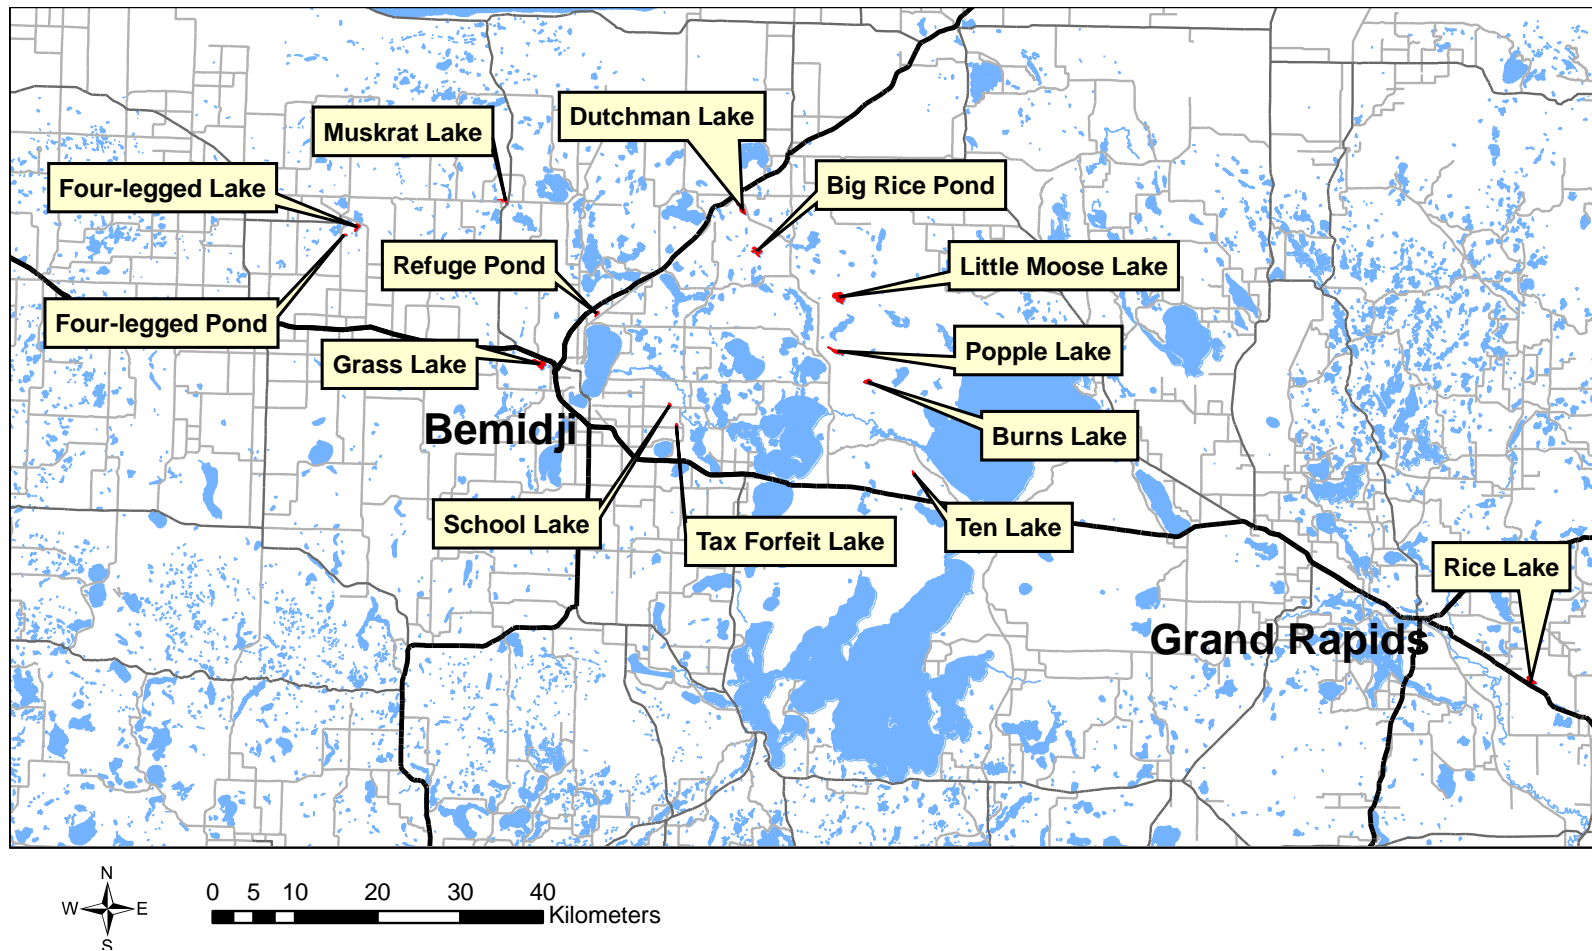 Dutchman Lake
Muskrat Lake
Four-legged Lake
Big Rice Pond
Refuge Pond
Little Moose Lake
Four-legged Pond
Grass Lake
Popple Lake
Bemidji
Burns Lake
School Lake
Tax Forfeit Lake
Ten Lake
Rice Lake
Grand Rapids
N
W E
S
0 5 10 20 30 40
Kilometers